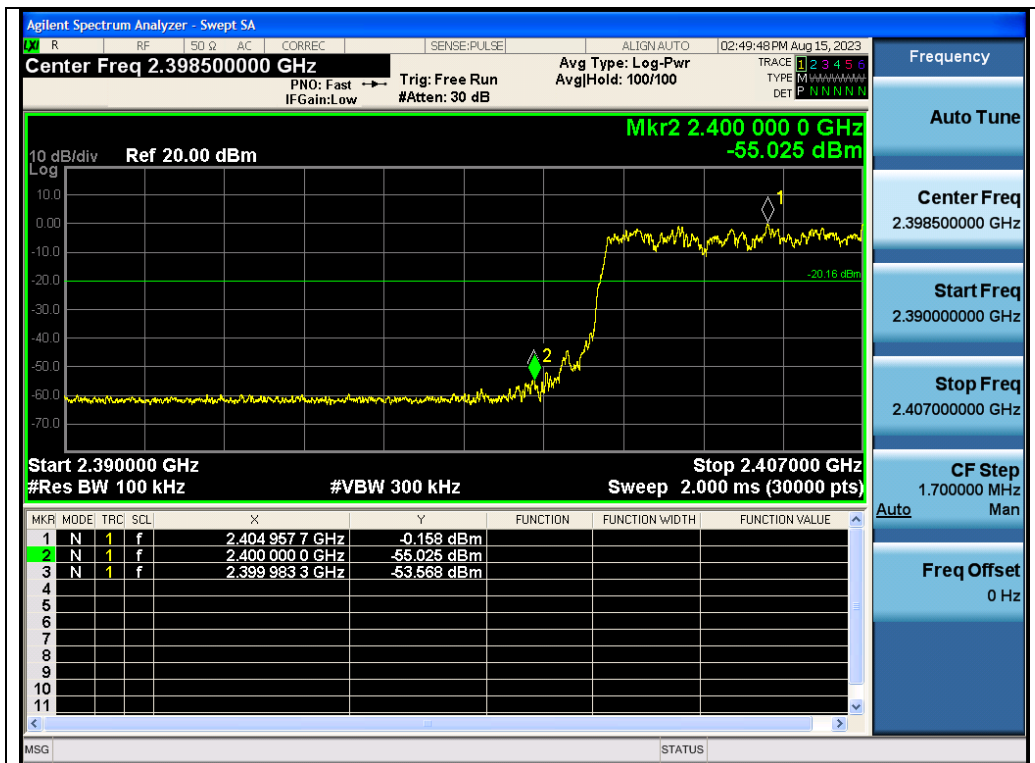 Agilent Spectrum Analyzer - Swept SA
LXI R RF 50 Ω AC CORREC SENSE:PULSE ALIGN AUTO 02:49:48 PM Aug 15, 2023
Center Freq 2.398500000 GHz
PNO: Fast
IFGain:Low
Trig: Free Run
#Atten: 30 dB
Avg Type: Log-Pwr
Avg|Hold: 100/100
TRACE 1 2 3 4 5 6
TYPE M
DET P N N N N N
Mkr2 2.400 000 0 GHz
-55.025 dBm
10 dB/div Ref 20.00 dBm
Log
10.0
0.00
-10.0
-20.0
-30.0
-40.0
-50.0
-60.0
-70.0
1
-20.16 dBm
2
Start 2.390000 GHz Stop 2.407000 GHz
#Res BW 100 kHz #VBW 300 kHz Sweep 2.000 ms (30000 pts)
MKR MODE TRC SCL X Y FUNCTION FUNCTION WIDTH FUNCTION VALUE
1 N 1 f 2.404 957 7 GHz -0.158 dBm
2 N 1 f 2.400 000 0 GHz -55.025 dBm
3 N 1 f 2.399 983 3 GHz -53.568 dBm
4
5
6
7
8
9
10
11
MSG STATUS
Frequency
Auto Tune
Center Freq
2.398500000 GHz
Start Freq
2.390000000 GHz
Stop Freq
2.407000000 GHz
CF Step
1.700000 MHz
Auto Man
Freq Offset
0 Hz